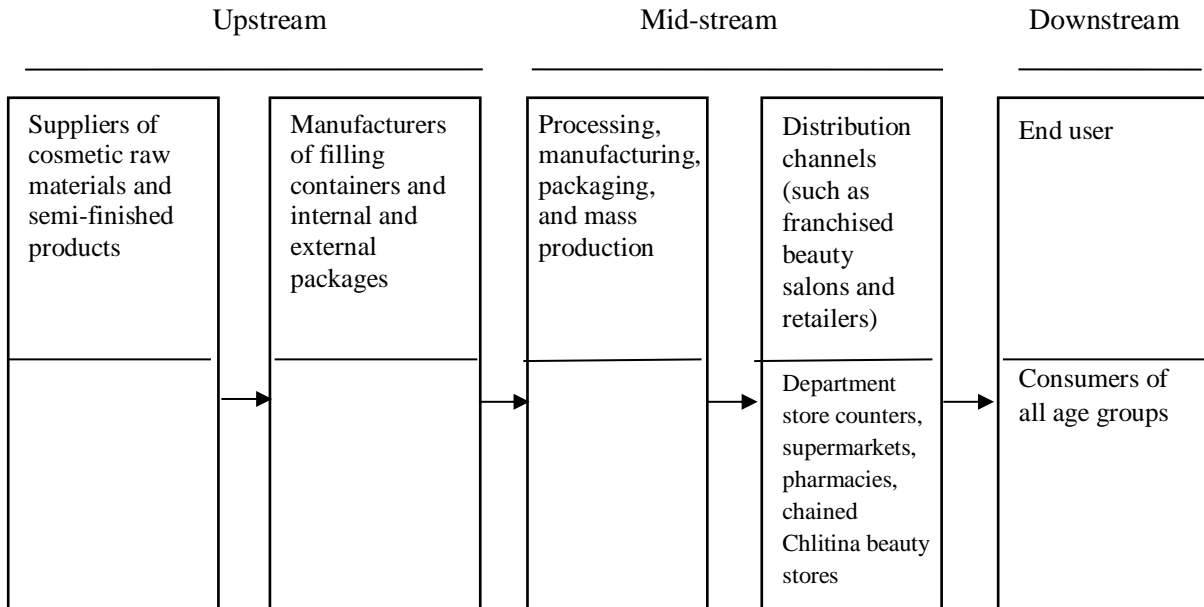 Upstream
Mid-stream
Downstream
Suppliers of
cosmetic raw
materials and
semi-finished
products
Manufacturers
of filling
containers and
internal and
external
packages
Processing,
manufacturing,
packaging,
and mass
production
Distribution
channels
(such as
franchised
beauty
salons and
retailers)
Department
store counters,
supermarkets,
pharmacies,
chained
Chlitina beauty
stores
End user
Consumers of
all age groups